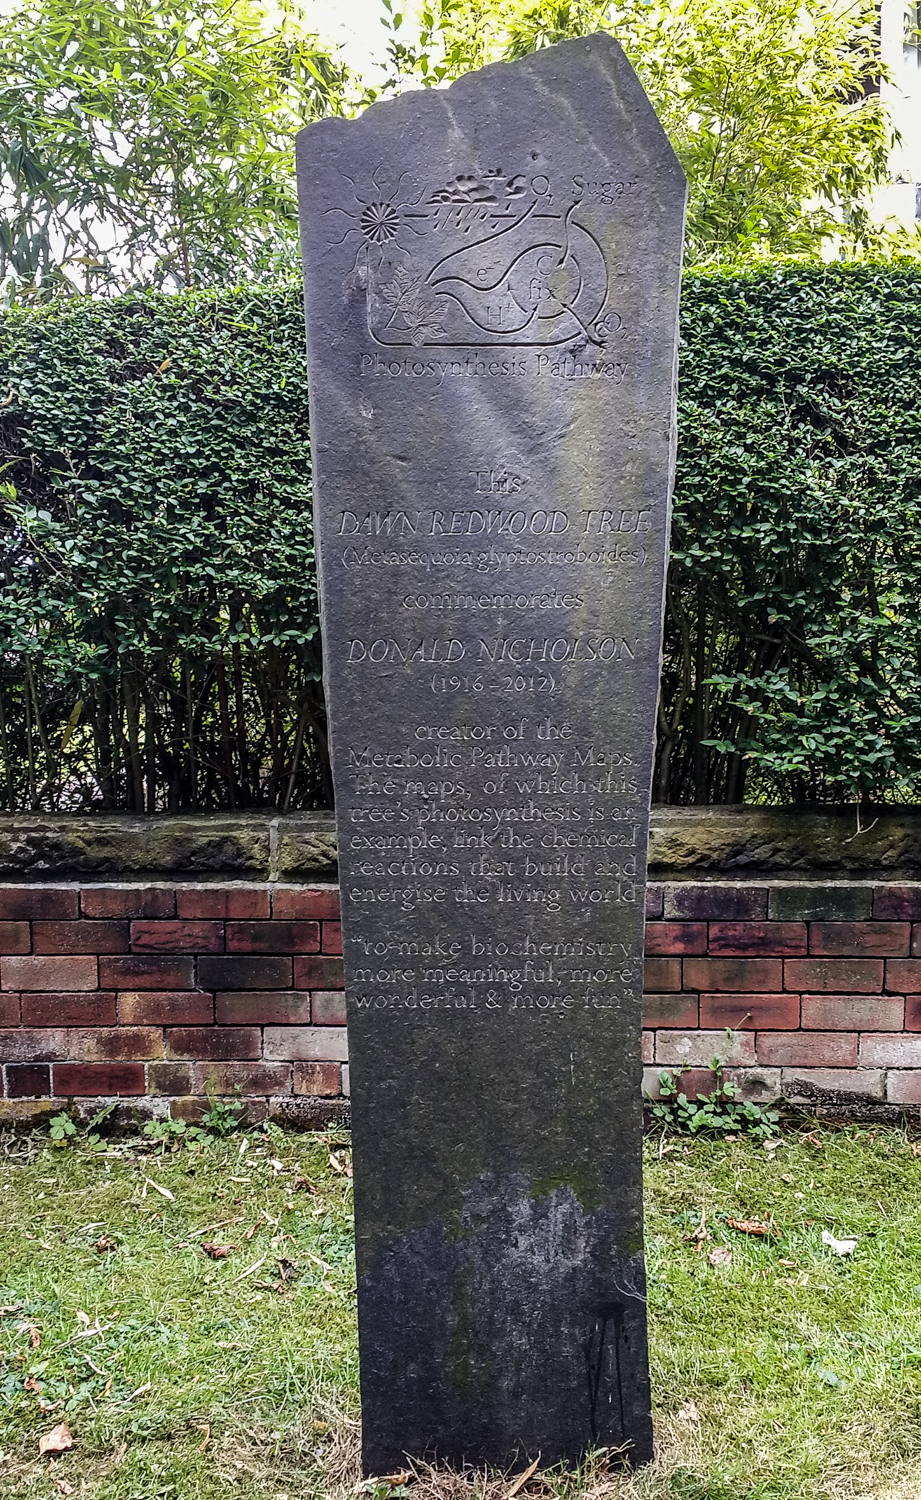 O₂ Sugar
e⁻ C
H⁺ fix
CO₂
Photosynthesis Pathway
This
DAWN REDWOOD TREE
(Metasequoia glyptostroboides)
commemorates
DONALD NICHOLSON
(1916-2012)
creator of the
Metabolic Pathway Maps.
The maps, of which this
tree's photosynthesis is an
example, link the chemical
reactions that build and
energise the living world
"to make biochemistry
more meaningful, more
wonderful & more fun"